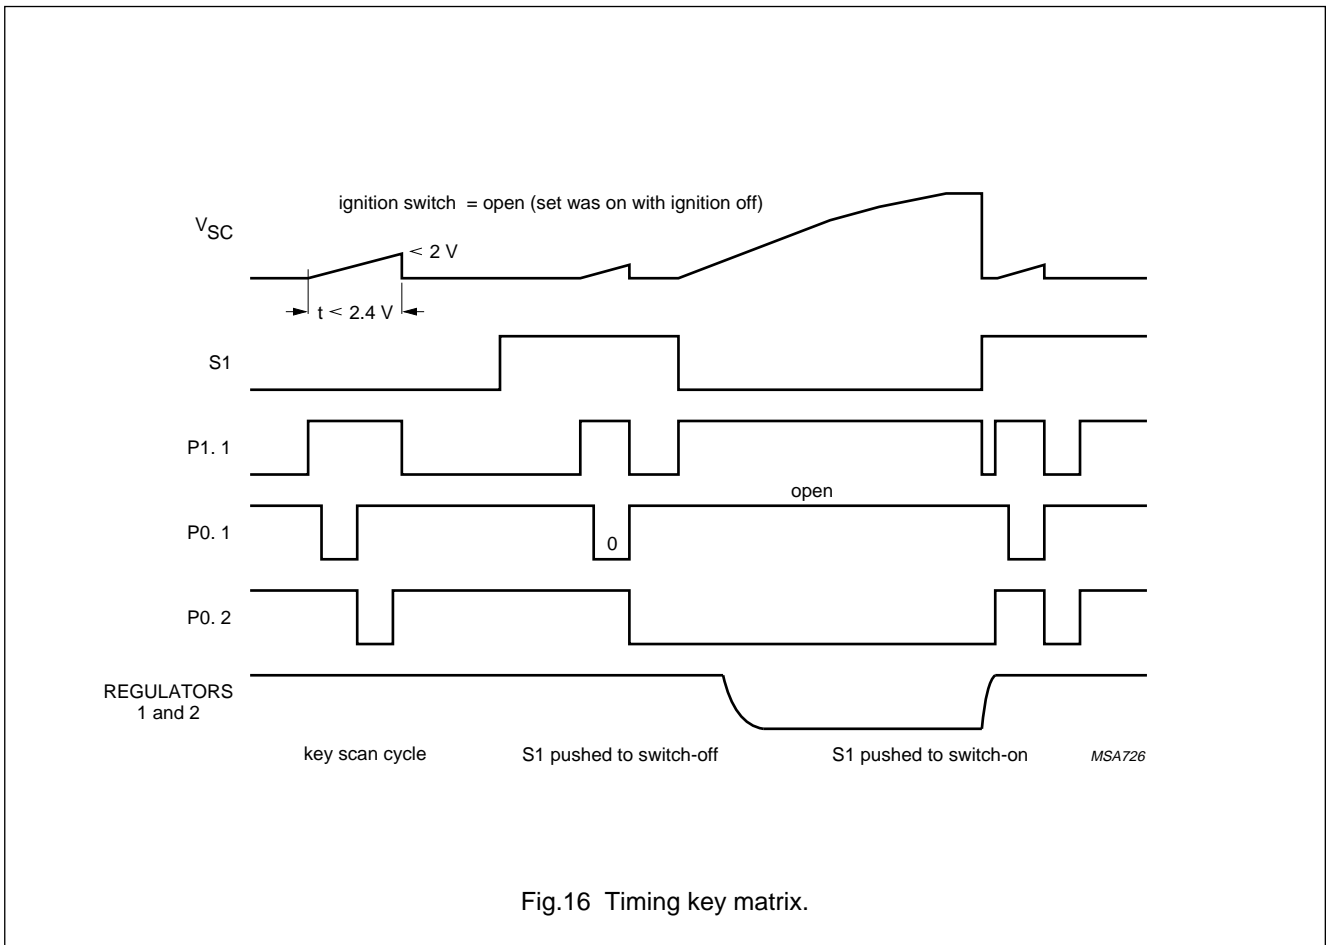 ignition switch = open (set was on with ignition off)
VSC
< 2 V
t < 2.4 V
S1
P1. 1
open
P0. 1
0
P0. 2
REGULATORS
1 and 2
key scan cycle
S1 pushed to switch-off
S1 pushed to switch-on
MSA726
Fig.16 Timing key matrix.